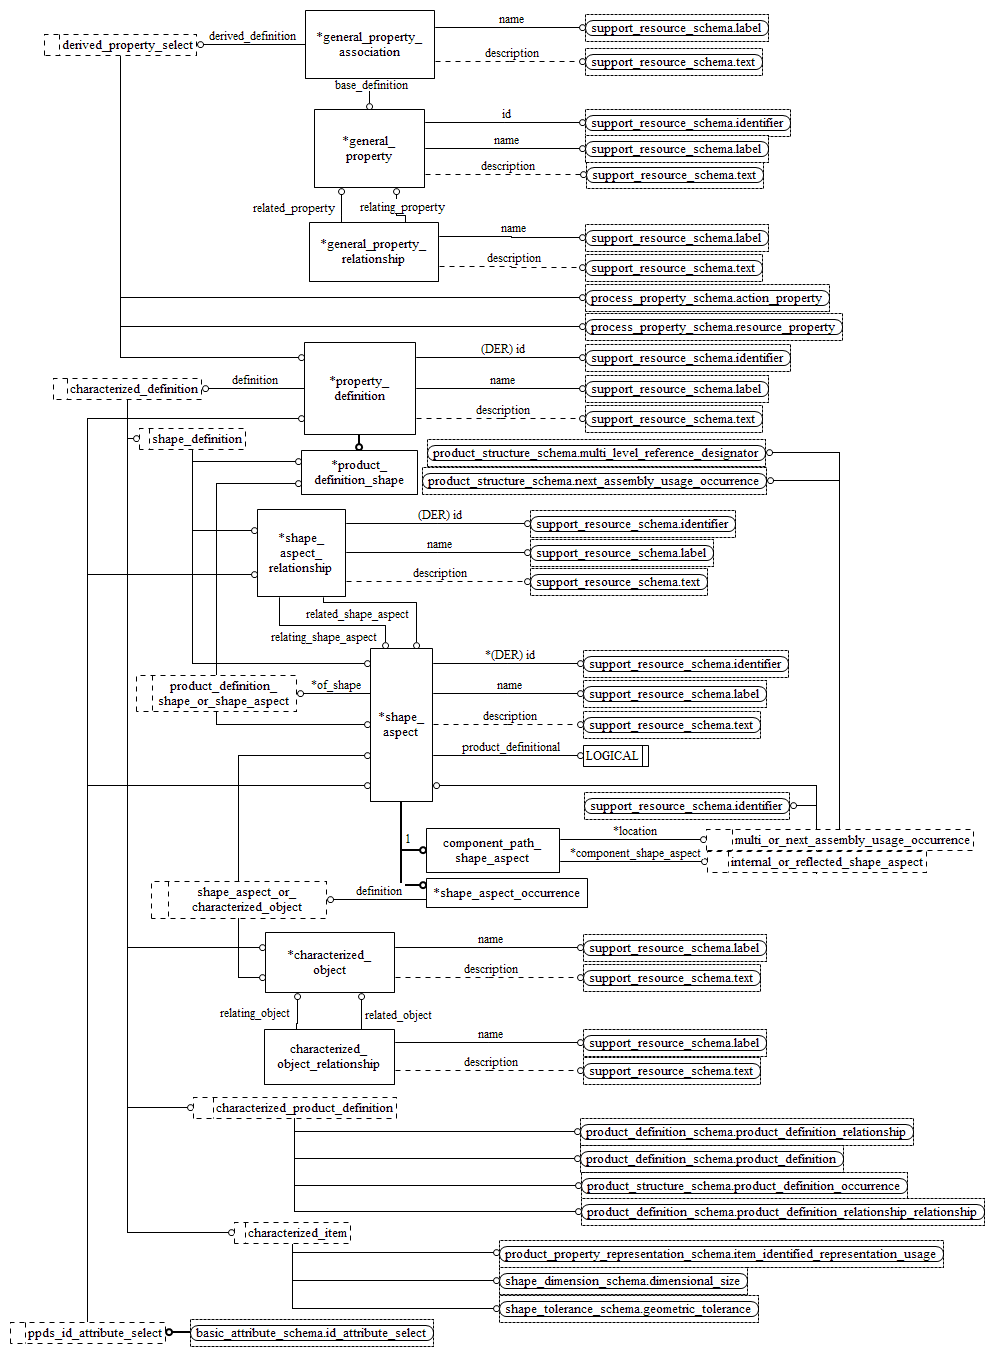 name
support_resource_schema.label
derived_property_select
derived_definition
*general_property_
association
description
support_resource_schema.text
base_definition
*general_
property
id
support_resource_schema.identifier
name
support_resource_schema.label
description
support_resource_schema.text
related_property
relating_property
*general_property_
relationship
name
support_resource_schema.label
description
support_resource_schema.text
process_property_schema.action_property
process_property_schema.resource_property
(DER) id
support_resource_schema.identifier
characterized_definition
definition
*property_
definition
name
support_resource_schema.label
description
support_resource_schema.text
shape_definition
*product_
definition_shape
product_structure_schema.multi_level_reference_designator
product_structure_schema.next_assembly_usage_occurrence
*shape_
aspect_
relationship
(DER) id
support_resource_schema.identifier
name
support_resource_schema.label
description
support_resource_schema.text
related_shape_aspect
relating_shape_aspect
*(DER) id
support_resource_schema.identifier
product_definition_
shape_or_shape_aspect
*of_shape
*shape_
aspect
name
support_resource_schema.label
description
support_resource_schema.text
product_definitional
LOGICAL
support_resource_schema.identifier
1
component_path_
shape_aspect
*location
multi_or_next_assembly_usage_occurrence
*component_shape_aspect
internal_or_reflected_shape_aspect
shape_aspect_or_
characterized_object
definition
*shape_aspect_occurrence
*characterized_
object
name
support_resource_schema.label
description
support_resource_schema.text
relating_object
related_object
characterized_
object_relationship
name
support_resource_schema.label
description
support_resource_schema.text
characterized_product_definition
product_definition_schema.product_definition_relationship
product_definition_schema.product_definition
product_structure_schema.product_definition_occurrence
product_definition_schema.product_definition_relationship_relationship
characterized_item
product_property_representation_schema.item_identified_representation_usage
shape_dimension_schema.dimensional_size
shape_tolerance_schema.geometric_tolerance
ppds_id_attribute_select
basic_attribute_schema.id_attribute_select